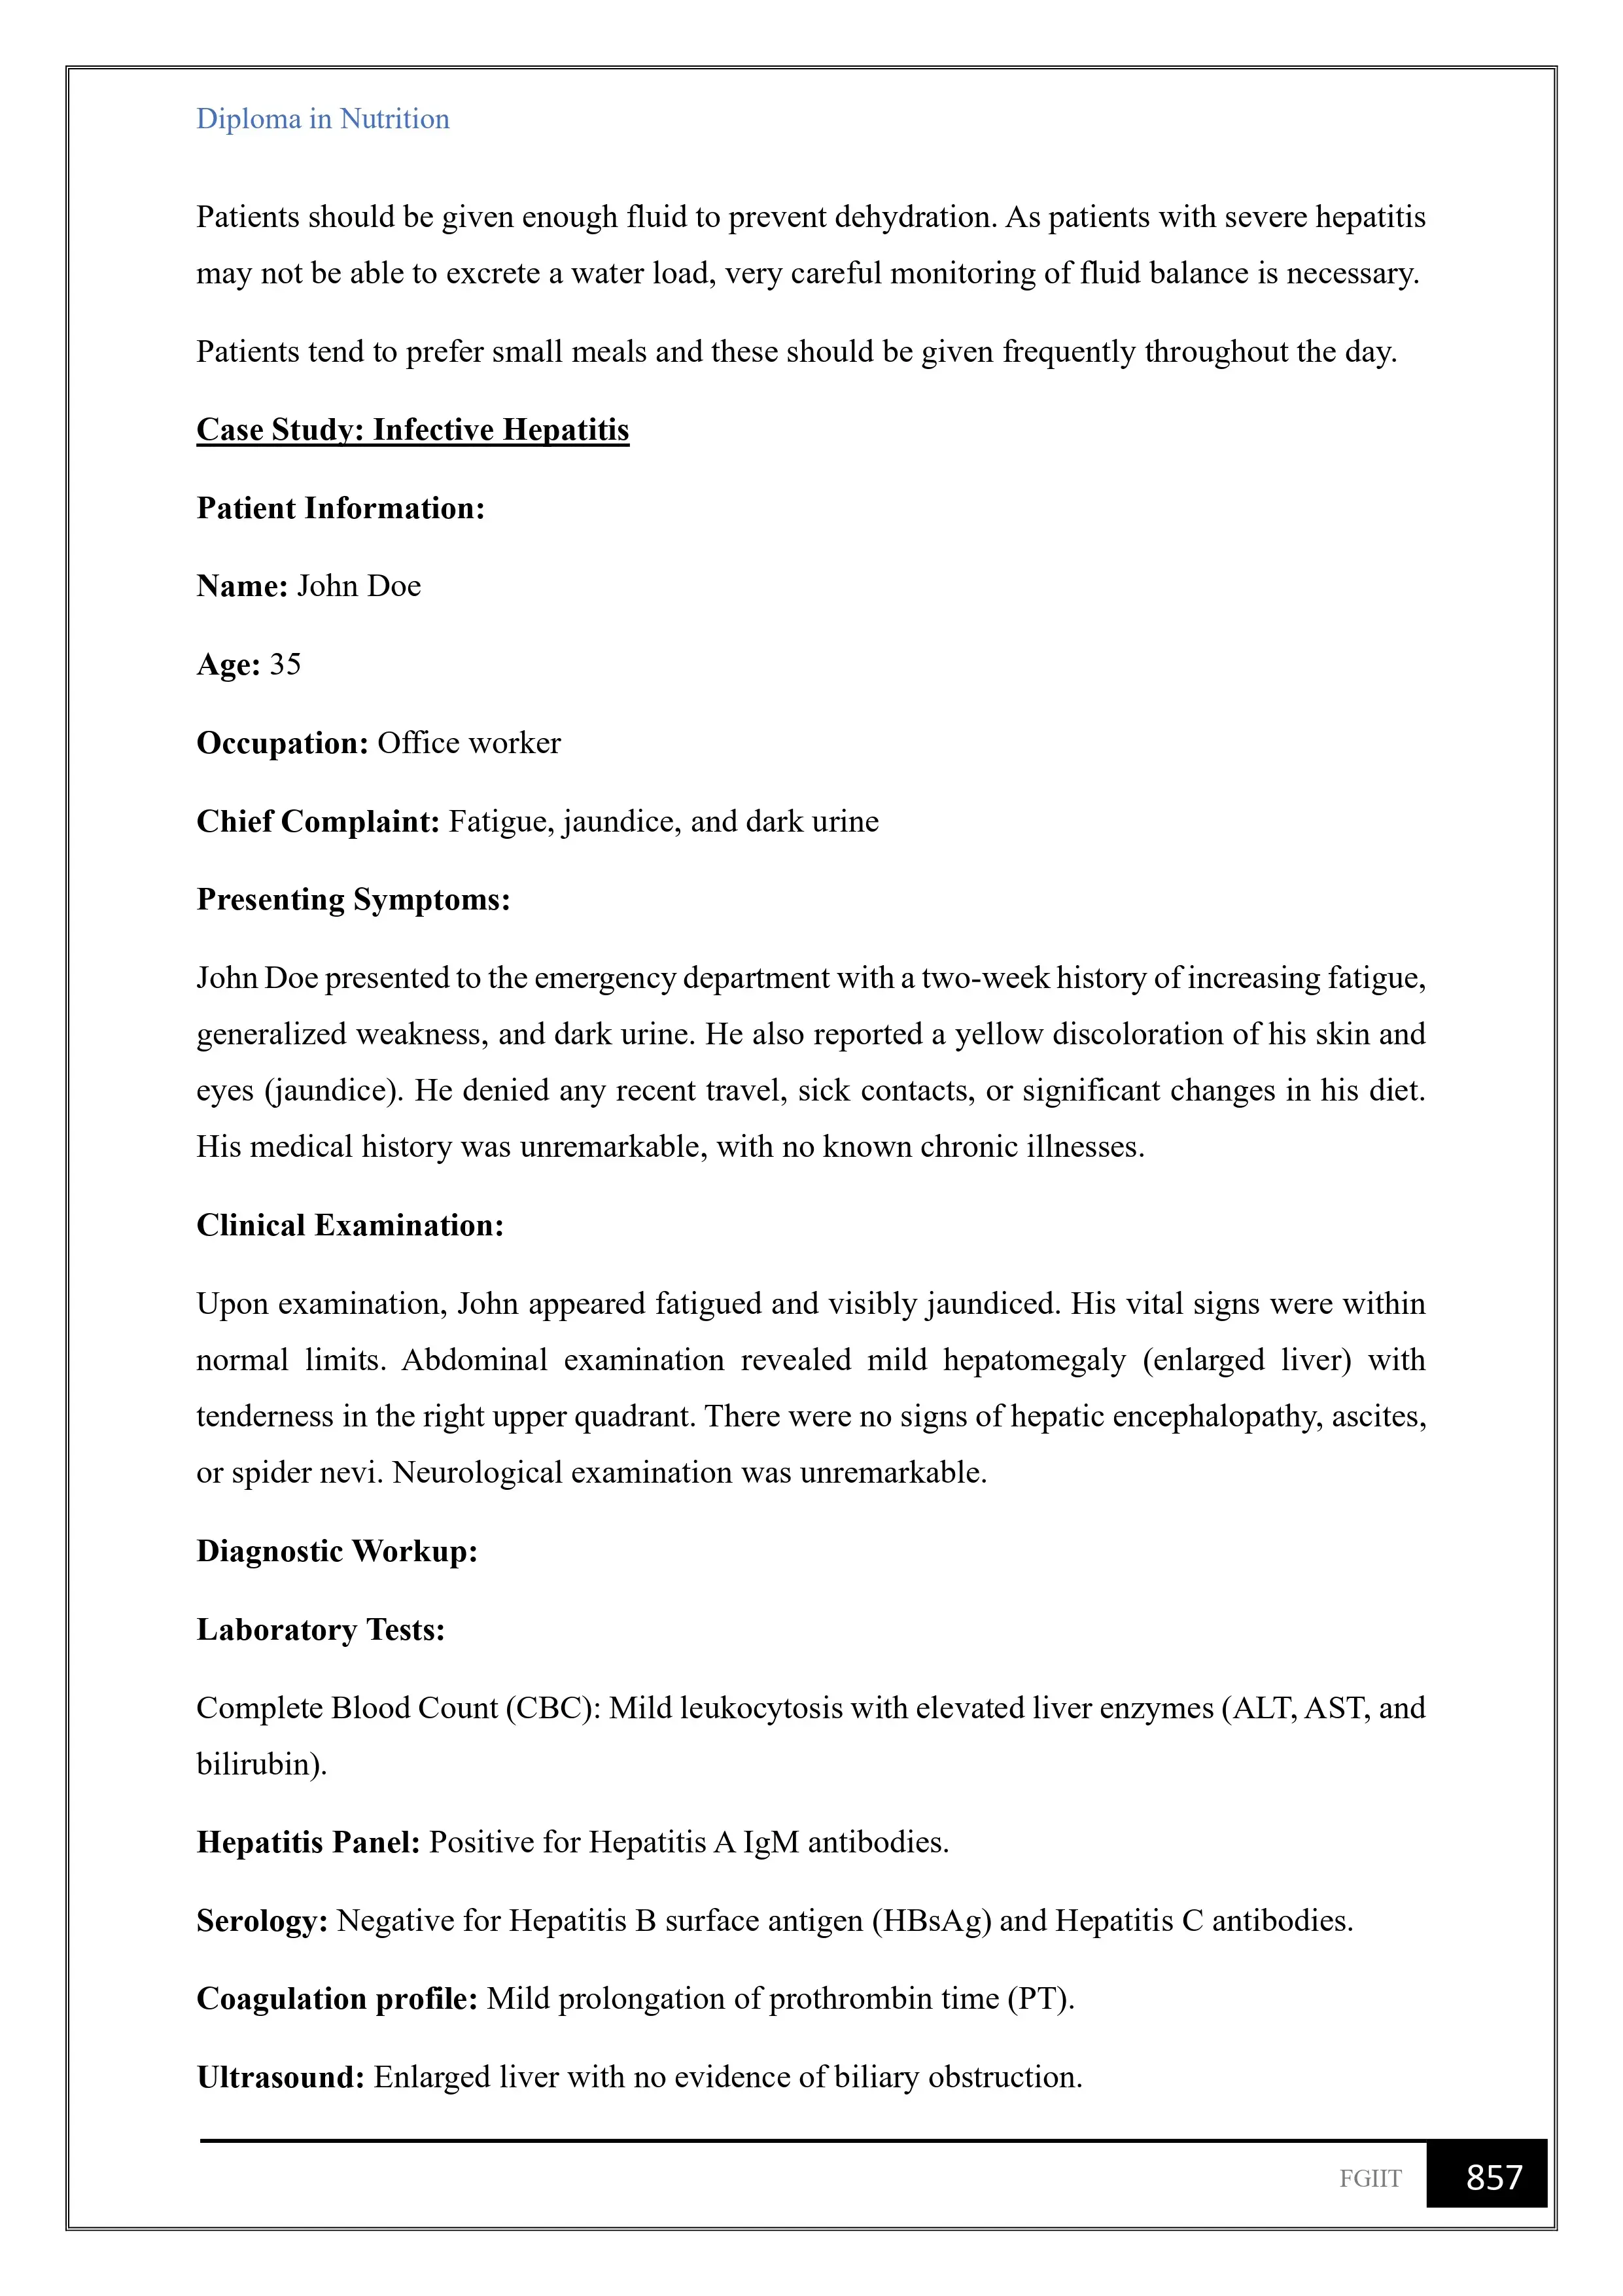 Diploma in Nutrition
Patients should be given enough fluid to prevent dehydration. As patients with severe hepatitis
may not be able to excrete a water load, very careful monitoring of fluid balance is necessary.
Patients tend to prefer small meals and these should be given frequently throughout the day.
Case Study: Infective Hepatitis
Patient Information:
Name: John Doe
Age: 35
Occupation: Office worker
Chief Complaint: Fatigue, jaundice, and dark urine
Presenting Symptoms:
John Doe presented to the emergency department with a two-week history of increasing fatigue,
generalized weakness, and dark urine. He also reported a yellow discoloration of his skin and
eyes (jaundice). He denied any recent travel, sick contacts, or significant changes in his diet.
His medical history was unremarkable, with no known chronic illnesses.
Clinical Examination:
Upon examination, John appeared fatigued and visibly jaundiced. His vital signs were within
normal limits. Abdominal examination revealed mild hepatomegaly (enlarged liver) with
tenderness in the right upper quadrant. There were no signs of hepatic encephalopathy, ascites,
or spider nevi. Neurological examination was unremarkable.
Diagnostic Workup:
Laboratory Tests:
Complete Blood Count (CBC): Mild leukocytosis with elevated liver enzymes (ALT, AST, and
bilirubin).
Hepatitis Panel: Positive for Hepatitis A IgM antibodies.
Serology: Negative for Hepatitis B surface antigen (HBsAg) and Hepatitis C antibodies.
Coagulation profile: Mild prolongation of prothrombin time (PT).
Ultrasound: Enlarged liver with no evidence of biliary obstruction.
FGIIT 857